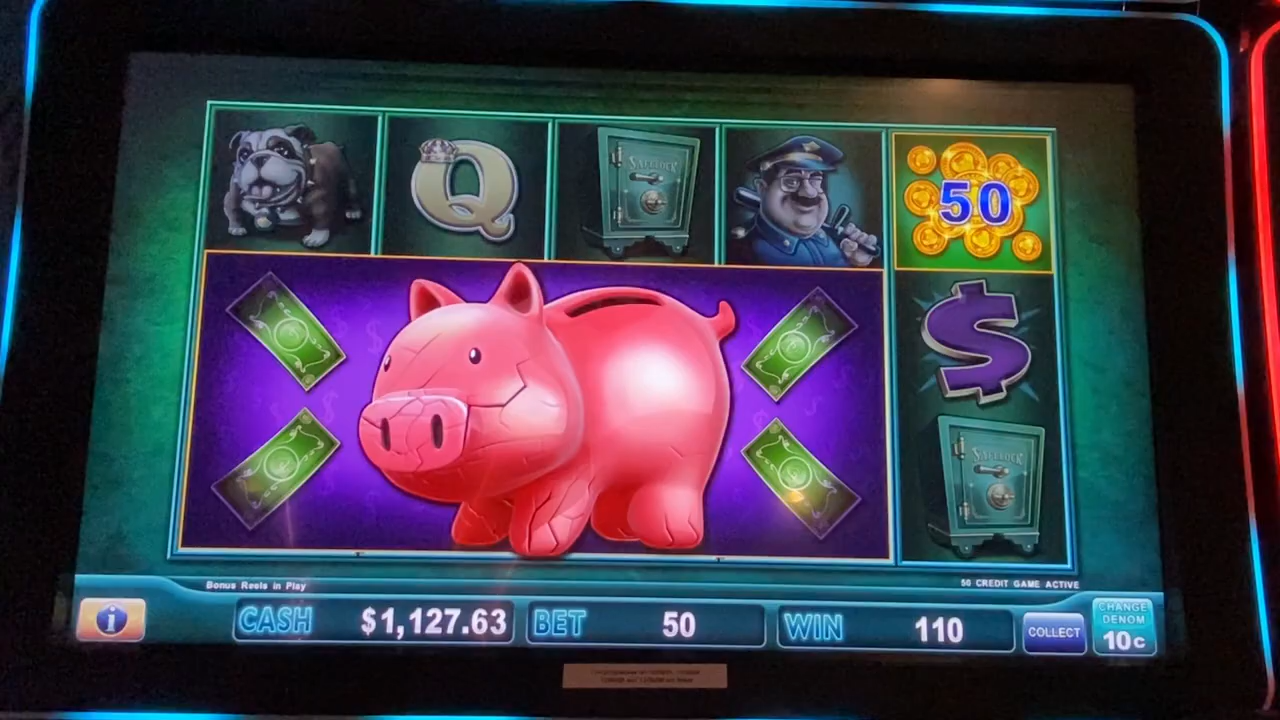 Q
SAFELOCK
50
$
SAFELOCK
Bonus Reels in Play
50 CREDIT GAME ACTIVE
i
CASH $1,127.63
BET 50
WIN 110
COLLECT
CHANGE
DENOM
10¢